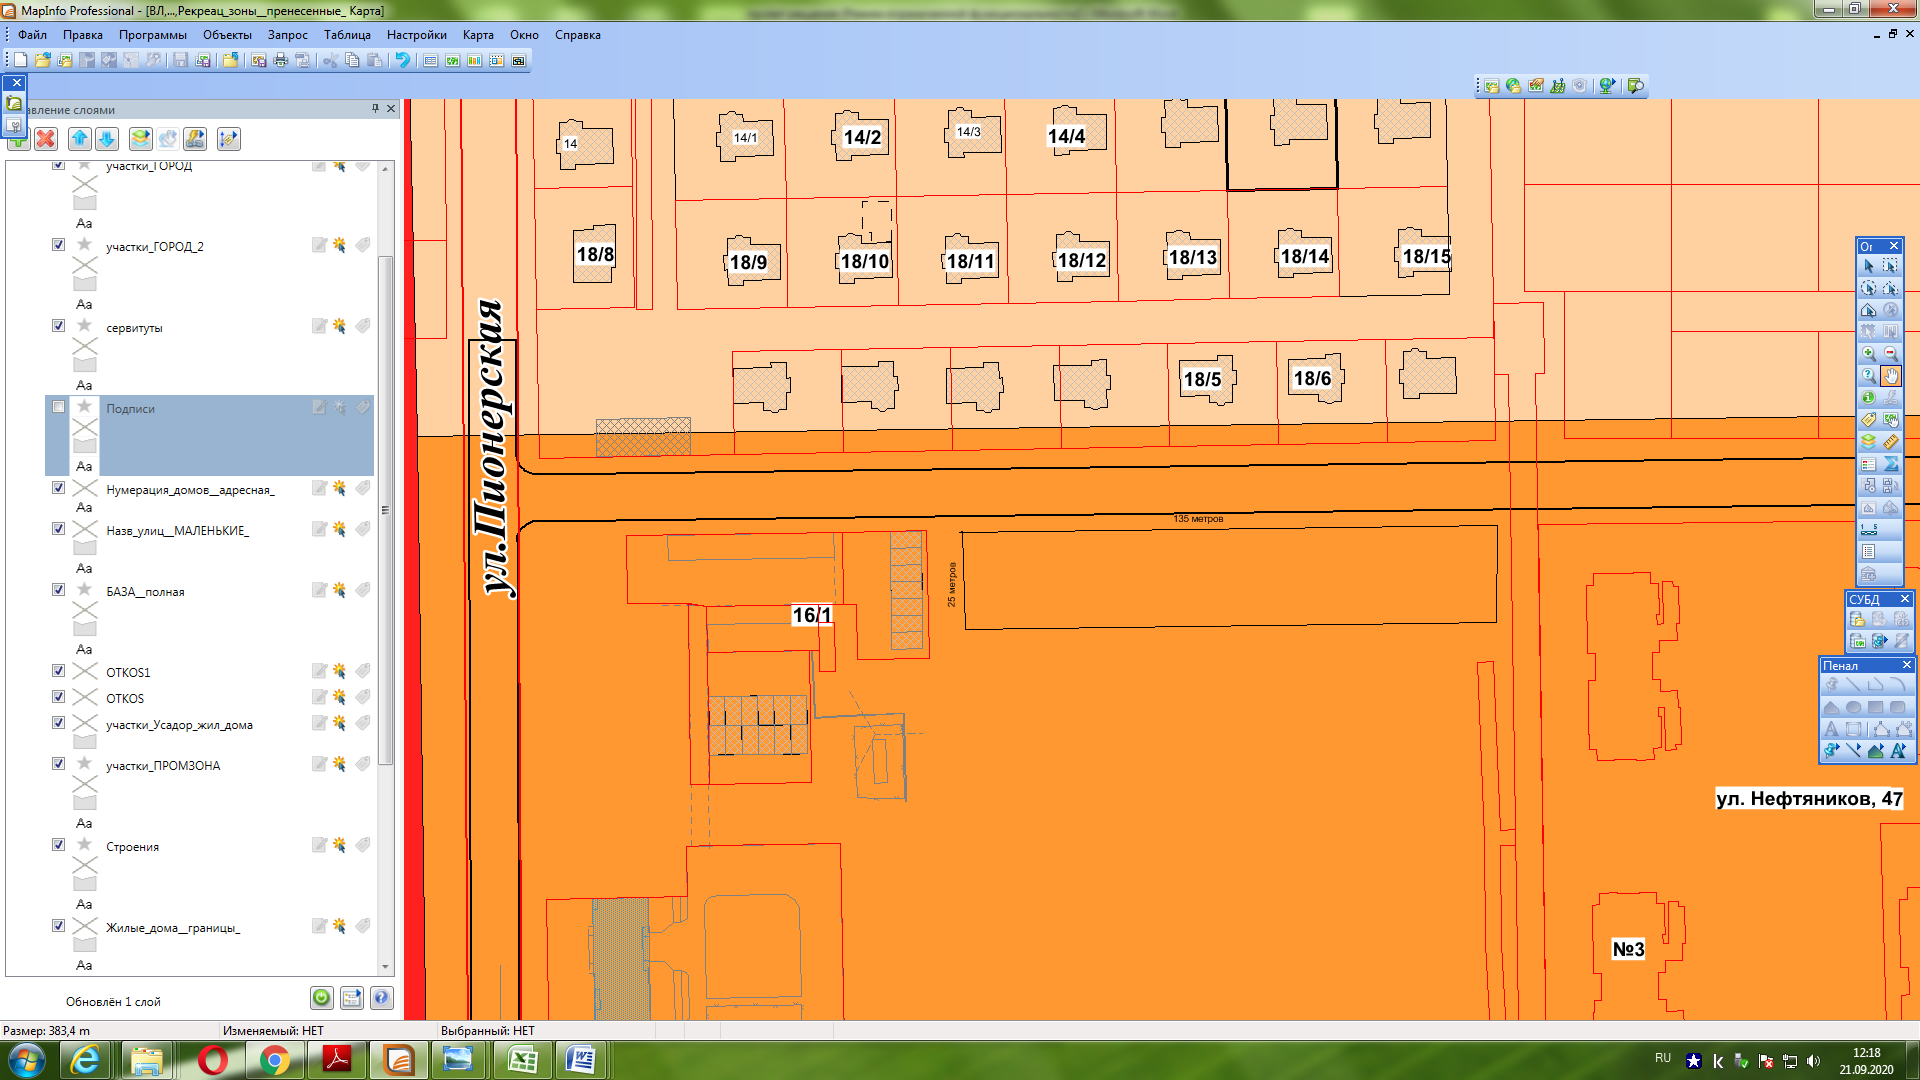 MapInfo Professional - [ВЛ,...,Рекреац_зоны__пренесенные_ Карта]
Файл Правка Программы Объекты Запрос Таблица Настройки Карта Окно Справка
авление слоями
участки_ГОРОД
Aa
участки_ГОРОД_2
Aa
сервитуты
Aa
Подписи
Aa
Нумерация_домов__адресная_
Aa
Назв_улиц__МАЛЕНЬКИЕ_
Aa
БАЗА__полная
Aa
OTKOS1
OTKOS
участки_Усадор_жил_дома
участки_ПРОМЗОНА
Aa
Строения
Aa
Жилые_дома__границы_
Aa
Обновлён 1 слой
14
14/1
14/2
14/3
14/4
18/8
18/9
18/10
18/11
18/12
18/13
18/14
18/15
18/5
18/6
ул.Пионерская
135 метров
25 метров
16/1
ул. Нефтяников, 47
№3
Оп
СУБД
Пенал
Размер: 383,4 m
Изменяемый: НЕТ
Выбранный: НЕТ
RU
12:18
21.09.2020